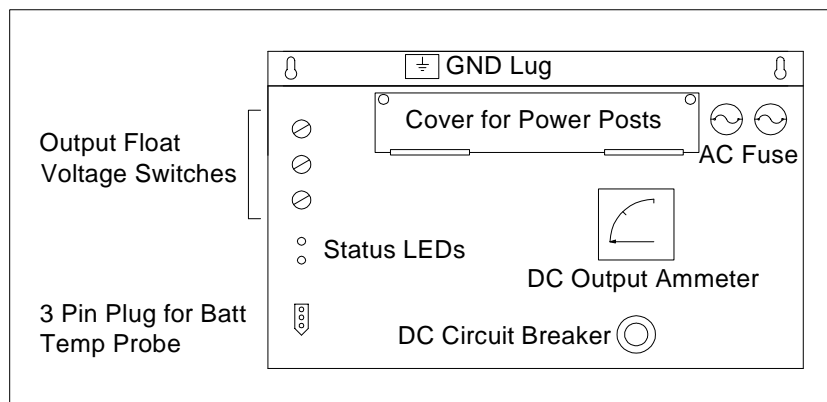 GND Lug
Cover for Power Posts
AC Fuse
Output Float
Voltage Switches
Status LEDs
DC Output Ammeter
3 Pin Plug for Batt
Temp Probe
DC Circuit Breaker